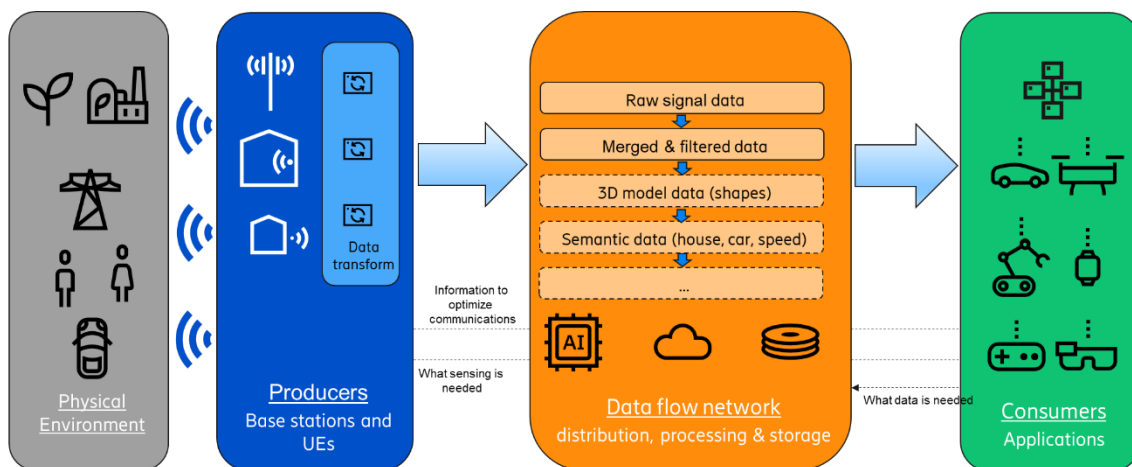 Physical
Environment
Data
transform
Producers
Base stations and
UEs
Information to
optimize
communications
What sensing is
needed
Raw signal data
Merged & filtered data
3D model data (shapes)
Semantic data (house, car, speed)
...
AI
Data flow network
distribution, processing & storage
What data is needed
Consumers
Applications